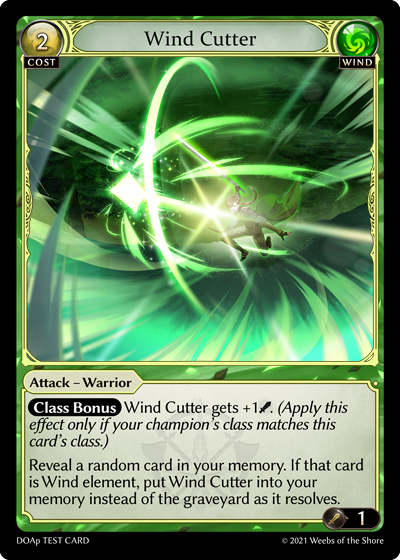 2
COST
Wind Cutter
WIND
Attack – Warrior
Class Bonus Wind Cutter gets +1. (Apply this
effect only if your champion's class matches
this card's class.)
Reveal a random card in your memory. If that card
is Wind element, put Wind Cutter into your
memory instead of the graveyard as it resolves.
1
DOAp TEST CARD
© 2021 Weebs of the Shore